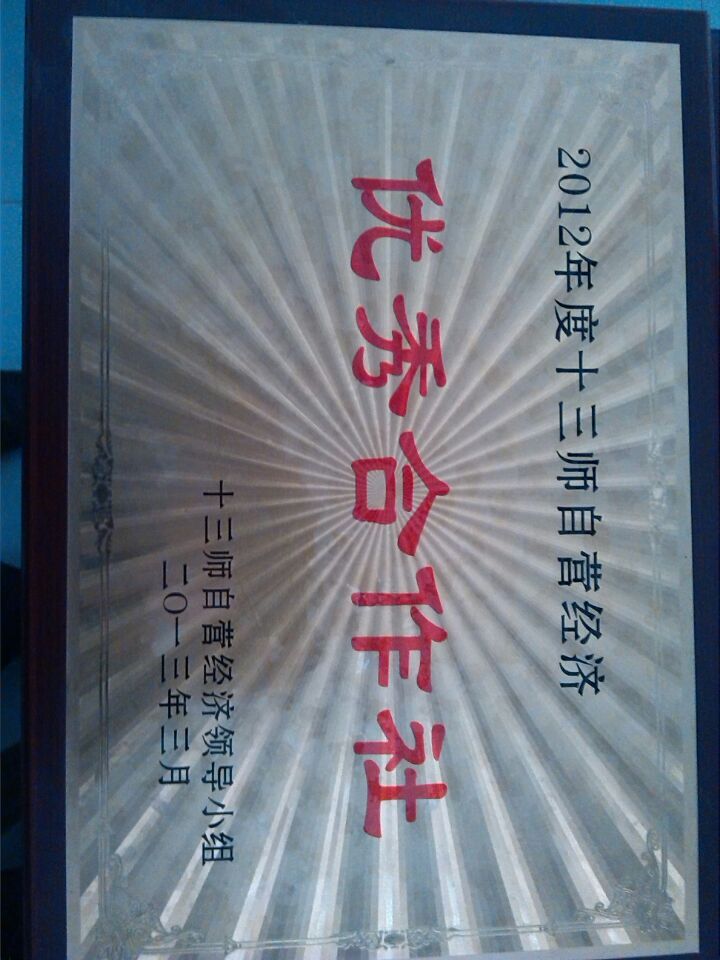 2012年度十三师自营经济
优秀合作社
十三师自营经济领导小组
二〇一三年三月